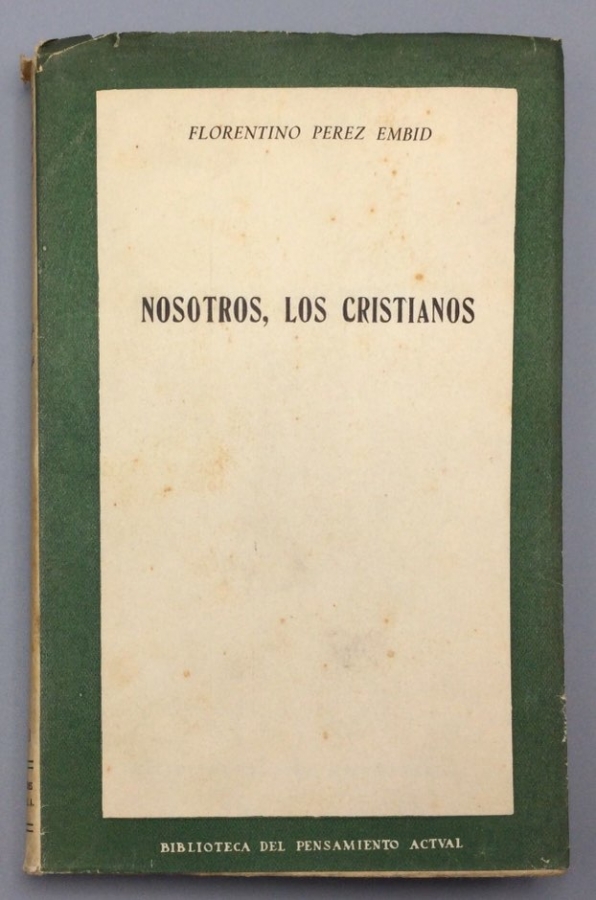 FLORENTINO PEREZ EMBID
NOSOTROS, LOS CRISTIANOS
BIBLIOTECA DEL PENSAMIENTO ACTVAL